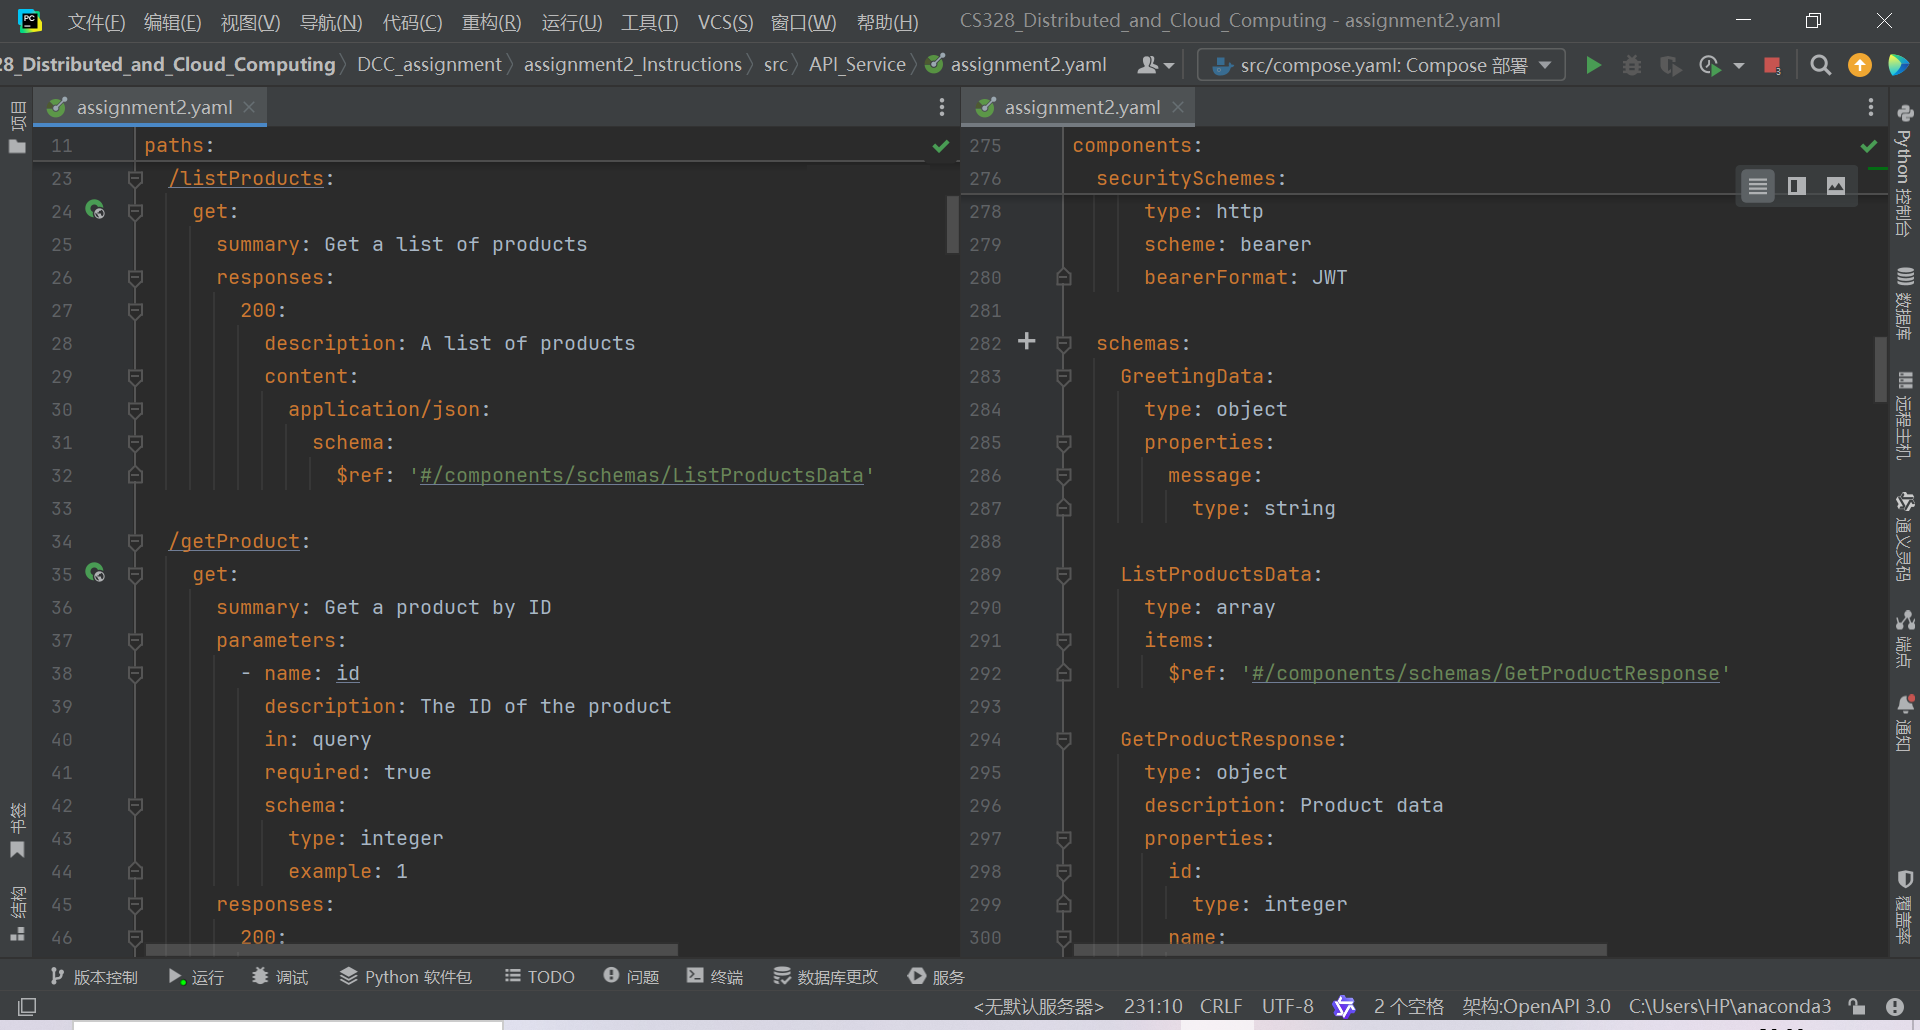 文件(F) 编辑(E) 视图(V) 导航(N) 代码(C) 重构(R) 运行(U) 工具(T) VCS(S) 窗口(W) 帮助(H) CS328_Distributed_and_Cloud_Computing - assignment2.yaml
28_Distributed_and_Cloud_Computing DCC_assignment assignment2_Instructions src API_Service assignment2.yaml src/compose.yaml: Compose 部署
项目
书签
结构
assignment2.yaml
11 paths:
23 /listProducts:
24 get:
25 summary: Get a list of products
26 responses:
27 200:
28 description: A list of products
29 content:
30 application/json:
31 schema:
32 $ref: '#/components/schemas/ListProductsData'
33
34 /getProduct:
35 get:
36 summary: Get a product by ID
37 parameters:
38 - name: id
39 description: The ID of the product
40 in: query
41 required: true
42 schema:
43 type: integer
44 example: 1
45 responses:
46 200:
assignment2.yaml
275 components:
276 securitySchemes:
278 type: http
279 scheme: bearer
280 bearerFormat: JWT
281
282 schemas:
283 GreetingData:
284 type: object
285 properties:
286 message:
287 type: string
288
289 ListProductsData:
290 type: array
291 items:
292 $ref: '#/components/schemas/GetProductResponse'
293
294 GetProductResponse:
295 type: object
296 description: Product data
297 properties:
298 id:
299 type: integer
300 name:
Python 控制台
数据库
远程主机
通义灵码
端点
通知
覆盖率
版本控制 运行 调试 Python 软件包 TODO 问题 终端 数据库更改 服务
<无默认服务器> 231:10 CRLF UTF-8 2 个空格 架构:OpenAPI 3.0 C:\Users\HP\anaconda3